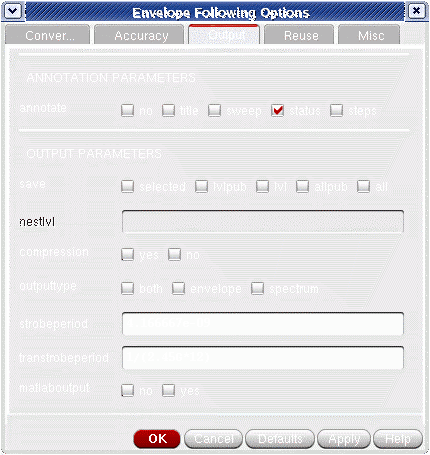 Envelope Following Options
Conver... Accuracy Output Reuse Misc
ANNOTATION PARAMETERS
annotate no title sweep status steps
OUTPUT PARAMETERS
save selected lvlpub lvl allpub all
nestlvl
compression yes no
outputtype both envelope spectrum
strobeperiod
transtrobeperiod
matlaboutput no yes
OK Cancel Defaults Apply Help